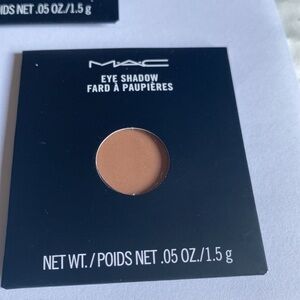 POIDS NET .05 OZ./1.5 g
MAC
EYE SHADOW
FARD À PAUPIÈRES
NET WT./POIDS NET .05 OZ./1.5 g